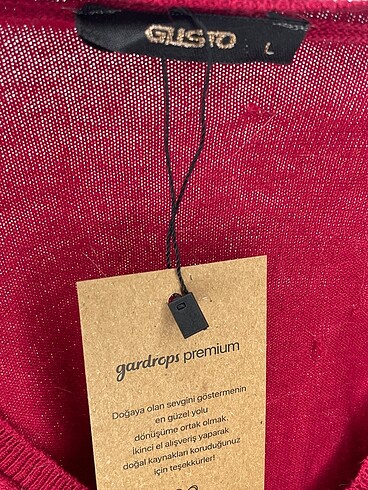 GUSTO L
gardrops premium
Doğaya olan sevgini göstermenin
en güzel yolu
dönüşüme ortak olmak.
İkinci el alışveriş yaparak
doğal kaynakları koruduğunuz
için teşekkürler!